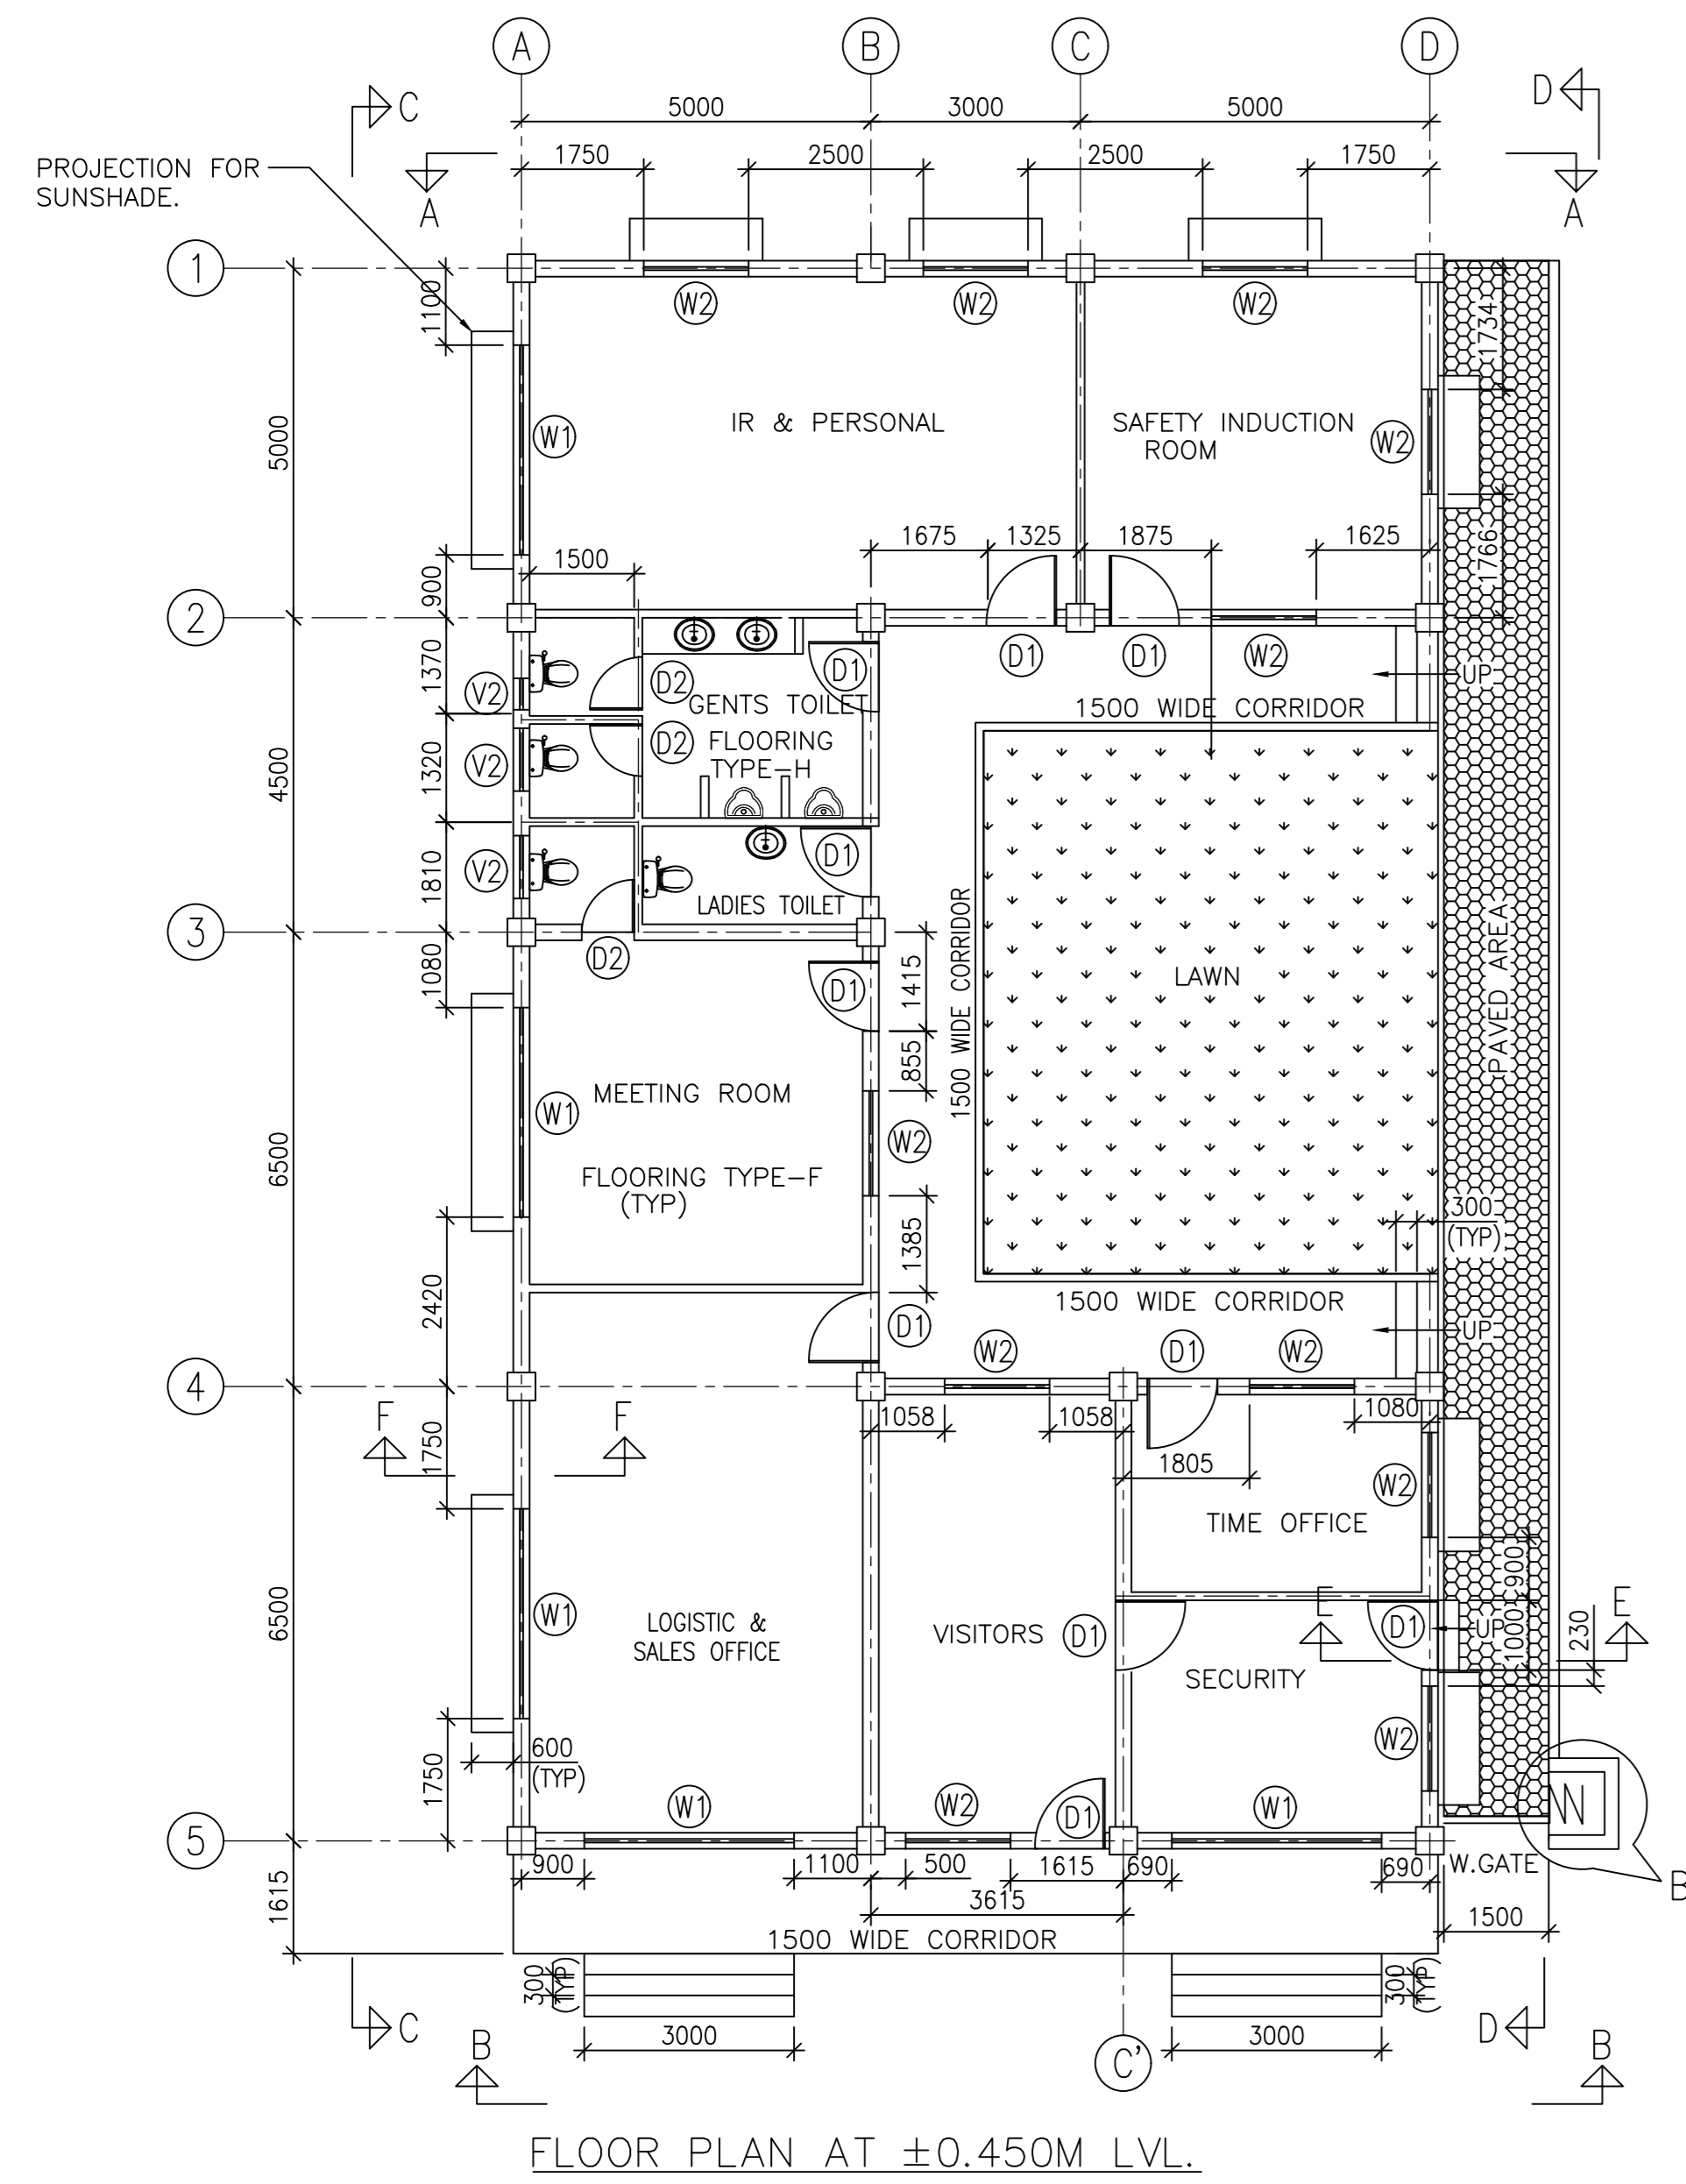 A
B
C
D
5000
3000
5000
C
D
1750
2500
2500
1750
PROJECTION FOR
SUNSHADE.
A
A
1
W2
W2
W2
1100
1734
5000
W1
IR & PERSONAL
SAFETY INDUCTION
ROOM
W2
1675
1325
1875
1625
1766
900
1500
2
D1
D1
D1
W2
UP
1370
V2
D2
GENTS TOILET
1500 WIDE CORRIDOR
D2
FLOORING
TYPE-H
4500
1320
V2
1810
V2
D1
LADIES TOILET
3
D2
1080
D1
1415
1500 WIDE CORRIDOR
LAWN
PAVED AREA
855
MEETING ROOM
W1
W2
6500
FLOORING TYPE-F
(TYP)
1385
300
(TYP)
2420
1500 WIDE CORRIDOR
D1
UP
W2
D1
W2
4
F
F
1750
1058
1058
1080
1805
W2
TIME OFFICE
900
6500
W1
LOGISTIC &
SALES OFFICE
VISITORS
D1
E
D1
UP
1000
230
E
SECURITY
W2
600
(TYP)
1750
W1
W2
D1
W1
5
900
1100
500
1615
690
690
W.GATE
B
1615
3615
1500
1500 WIDE CORRIDOR
300
(TYP)
300
(TYP)
C
3000
3000
D
B
C'
B
FLOOR PLAN AT ±0.450M LVL.